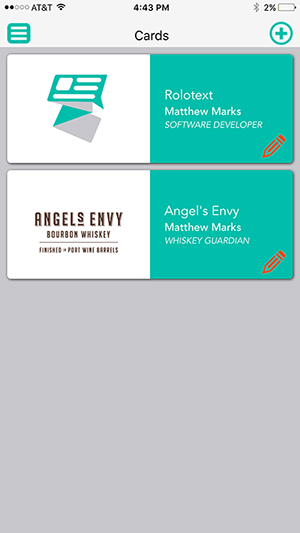 AT&T 4:43 PM 2%
Cards
Rolotext
Matthew Marks
SOFTWARE DEVELOPER
ANGEL'S ENVY
BOURBON WHISKEY
FINISHED IN PORT WINE BARRELS
Angel's Envy
Matthew Marks
WHISKEY GUARDIAN